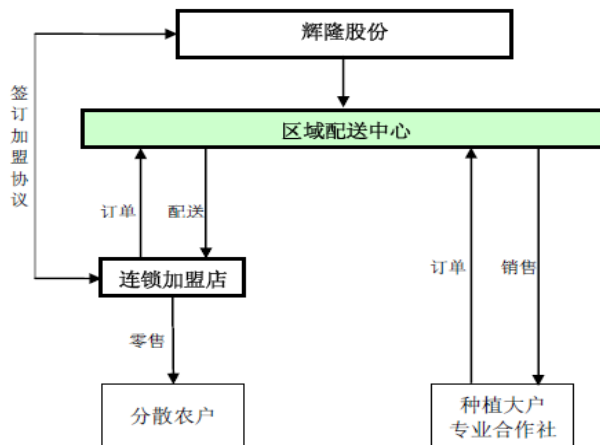 辉隆股份
签订加盟协议
区域配送中心
订单
配送
连锁加盟店
订单
销售
零售
分散农户
种植大户
专业合作社